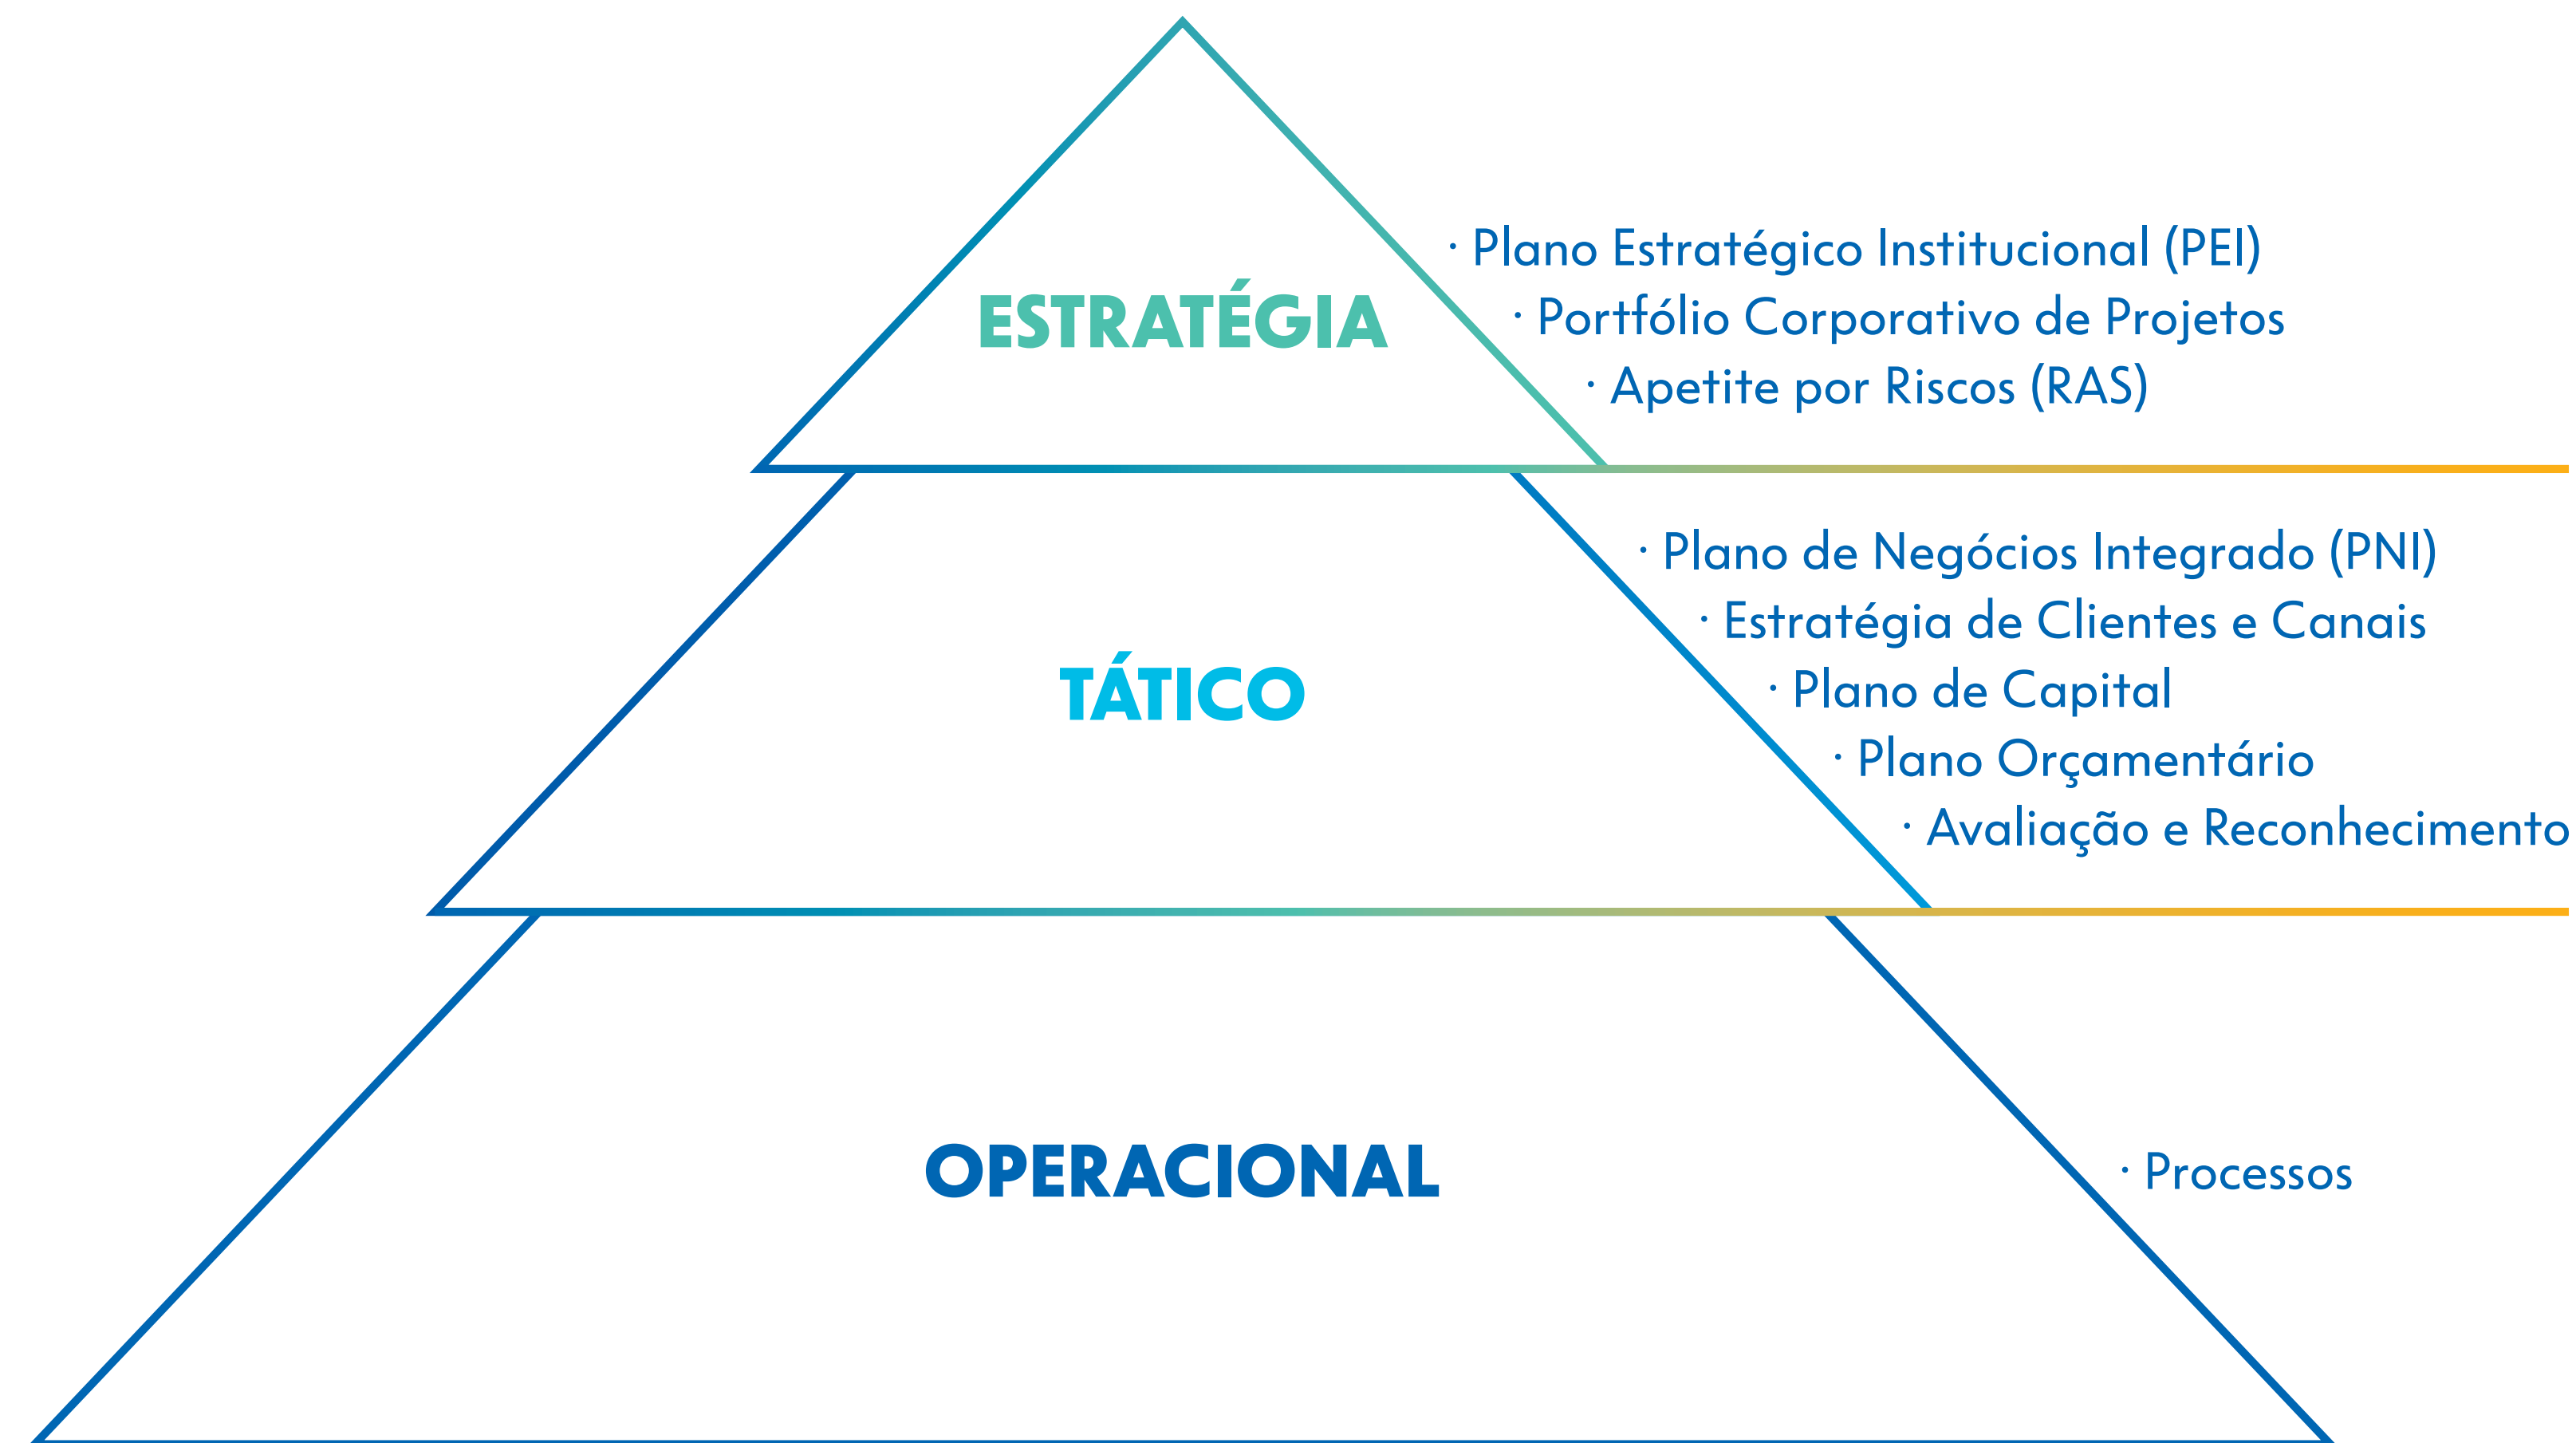 ESTRATÉGIA
· Plano Estratégico Institucional (PEI)
· Portfólio Corporativo de Projetos
· Apetite por Riscos (RAS)
TÁTICO
· Plano de Negócios Integrado (PNI)
· Estratégia de Clientes e Canais
· Plano de Capital
· Plano Orçamentário
· Avaliação e Reconhecimento
OPERACIONAL
· Processos